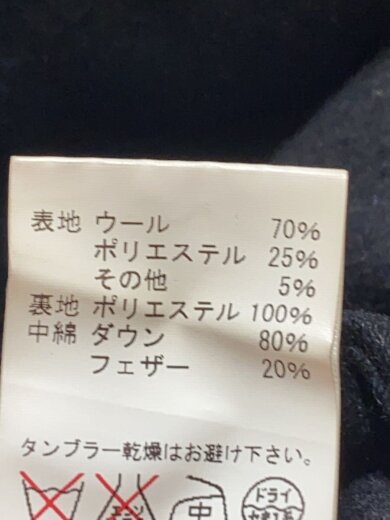 表地 ウール 70%
ポリエステル 25%
その他 5%
裏地 ポリエステル 100%
中綿 ダウン 80%
フェザー 20%
タンブラー乾燥はお避け下さい。
中
ドライ